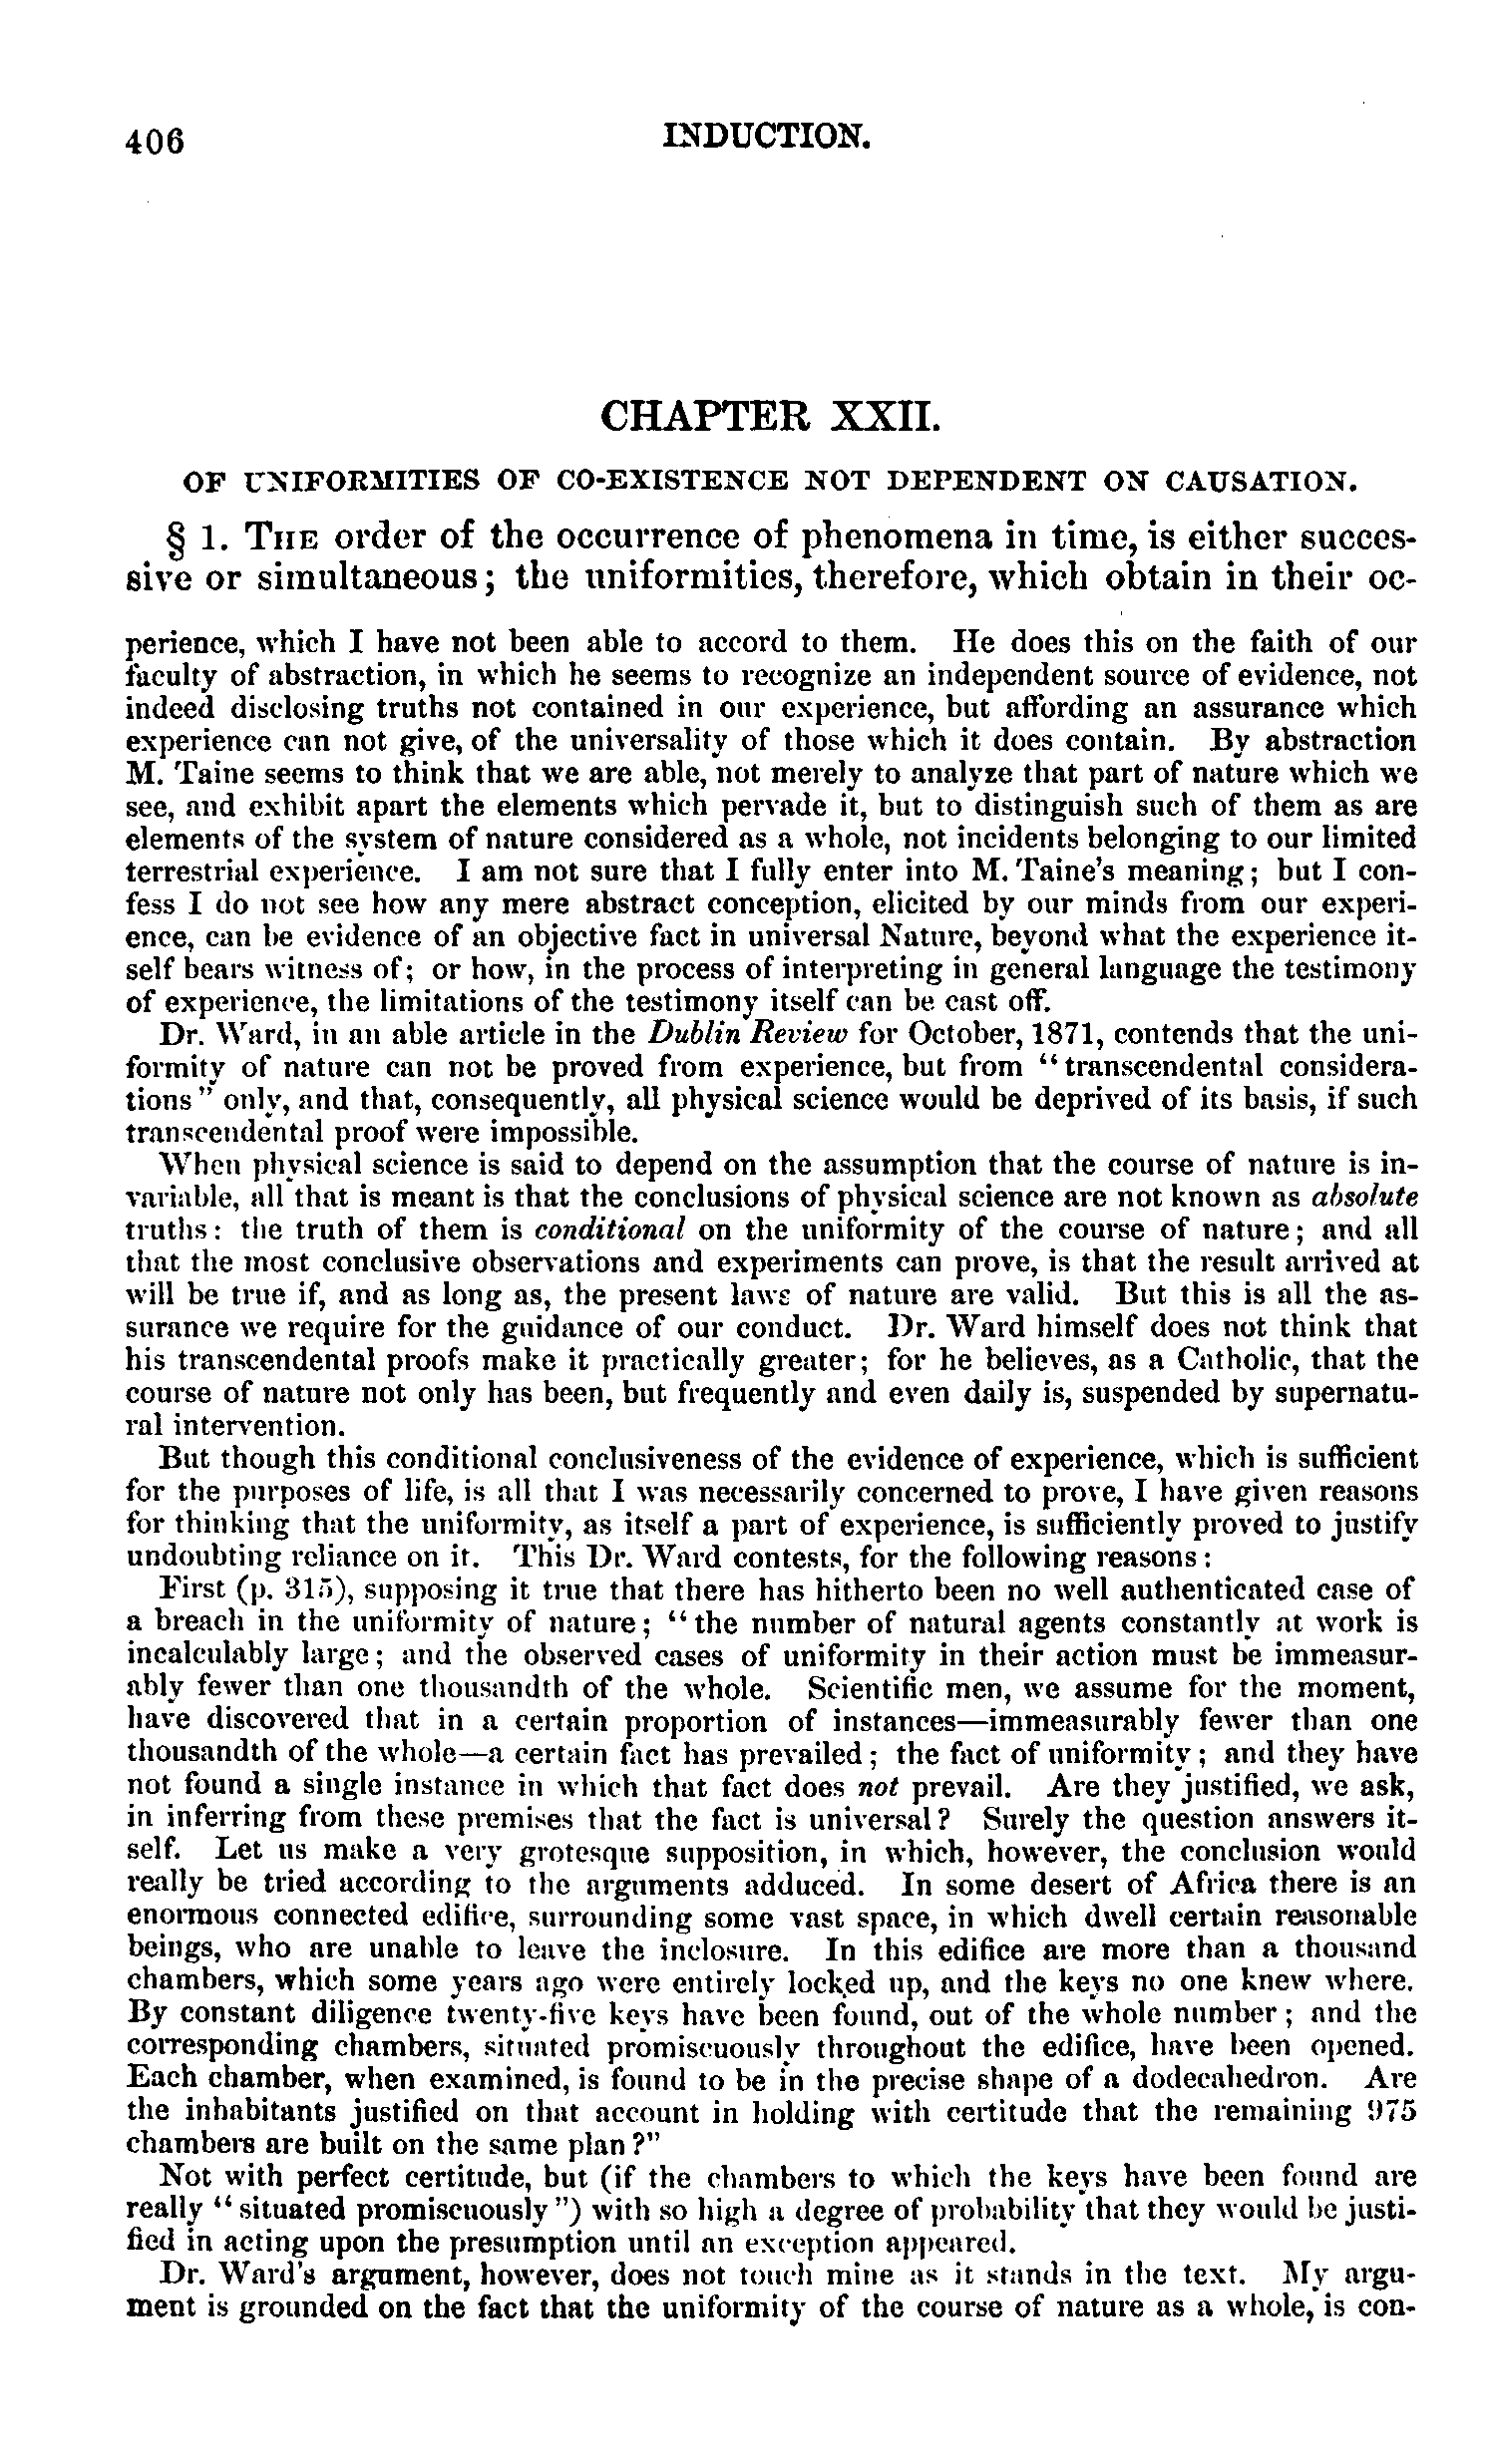 406
INDUCTION.
CHAPTER XXII.
OF UNIFORMITIES OF CO-EXISTENCE NOT DEPENDENT ON CAUSATION.
§ 1. THE order of the occurrence of phenomena in time, is either succes-
sive or simultaneous; the uniformities, therefore, which obtain in their oc-
perience, which I have not been able to accord to them. He does this on the faith of our
faculty of abstraction, in which he seems to recognize an independent source of evidence, not
indeed disclosing truths not contained in our experience, but affording an assurance which
experience can not give, of the universality of those which it does contain. By abstraction
M. Taine seems to think that we are able, not merely to analyze that part of nature which we
see, and exhibit apart the elements which pervade it, but to distinguish such of them as are
elements of the system of nature considered as a whole, not incidents belonging to our limited
terrestrial experience. I am not sure that I fully enter into M. Taine's meaning; but I con-
fess I do not see how any mere abstract conception, elicited by our minds from our experi-
ence, can be evidence of an objective fact in universal Nature, beyond what the experience it-
self bears witness of; or how, in the process of interpreting in general language the testimony
of experience, the limitations of the testimony itself can be cast off.
Dr. Ward, in an able article in the Dublin Review for October, 1871, contends that the uni-
formity of nature can not be proved from experience, but from "transcendental considera-
tions" only, and that, consequently, all physical science would be deprived of its basis, if such
transcendental proof were impossible.
When physical science is said to depend on the assumption that the course of nature is in-
variable, all that is meant is that the conclusions of physical science are not known as absolute
truths: the truth of them is conditional on the uniformity of the course of nature; and all
that the most conclusive observations and experiments can prove, is that the result arrived at
will be true if, and as long as, the present laws of nature are valid. But this is all the as-
surance we require for the guidance of our conduct. Dr. Ward himself does not think that
his transcendental proofs make it practically greater; for he believes, as a Catholic, that the
course of nature not only has been, but frequently and even daily is, suspended by supernatu-
ral intervention.
But though this conditional conclusiveness of the evidence of experience, which is sufficient
for the purposes of life, is all that I was necessarily concerned to prove, I have given reasons
for thinking that the uniformity, as itself a part of experience, is sufficiently proved to justify
undoubting reliance on it. This Dr. Ward contests, for the following reasons:
First (p. 315), supposing it true that there has hitherto been no well authenticated case of
a breach in the uniformity of nature; "the number of natural agents constantly at work is
incalculably large; and the observed cases of uniformity in their action must be immeasur-
ably fewer than one thousandth of the whole. Scientific men, we assume for the moment,
have discovered that in a certain proportion of instances—immeasurably fewer than one
thousandth of the whole—a certain fact has prevailed; the fact of uniformity; and they have
not found a single instance in which that fact does not prevail. Are they justified, we ask,
in inferring from these premises that the fact is universal? Surely the question answers it-
self. Let us make a very grotesque supposition, in which, however, the conclusion would
really be tried according to the arguments adduced. In some desert of Africa there is an
enormous connected edifice, surrounding some vast space, in which dwell certain reasonable
beings, who are unable to leave the inclosure. In this edifice are more than a thousand
chambers, which some years ago were entirely locked up, and the keys no one knew where.
By constant diligence twenty-five keys have been found, out of the whole number; and the
corresponding chambers, situated promiscuously throughout the edifice, have been opened.
Each chamber, when examined, is found to be in the precise shape of a dodecahedron. Are
the inhabitants justified on that account in holding with certitude that the remaining 975
chambers are built on the same plan?"
Not with perfect certitude, but (if the chambers to which the keys have been found are
really "situated promiscuously") with so high a degree of probability that they would be justi-
fied in acting upon the presumption until an exception appeared.
Dr. Ward's argument, however, does not touch mine as it stands in the text. My argu-
ment is grounded on the fact that the uniformity of the course of nature as a whole, is con-